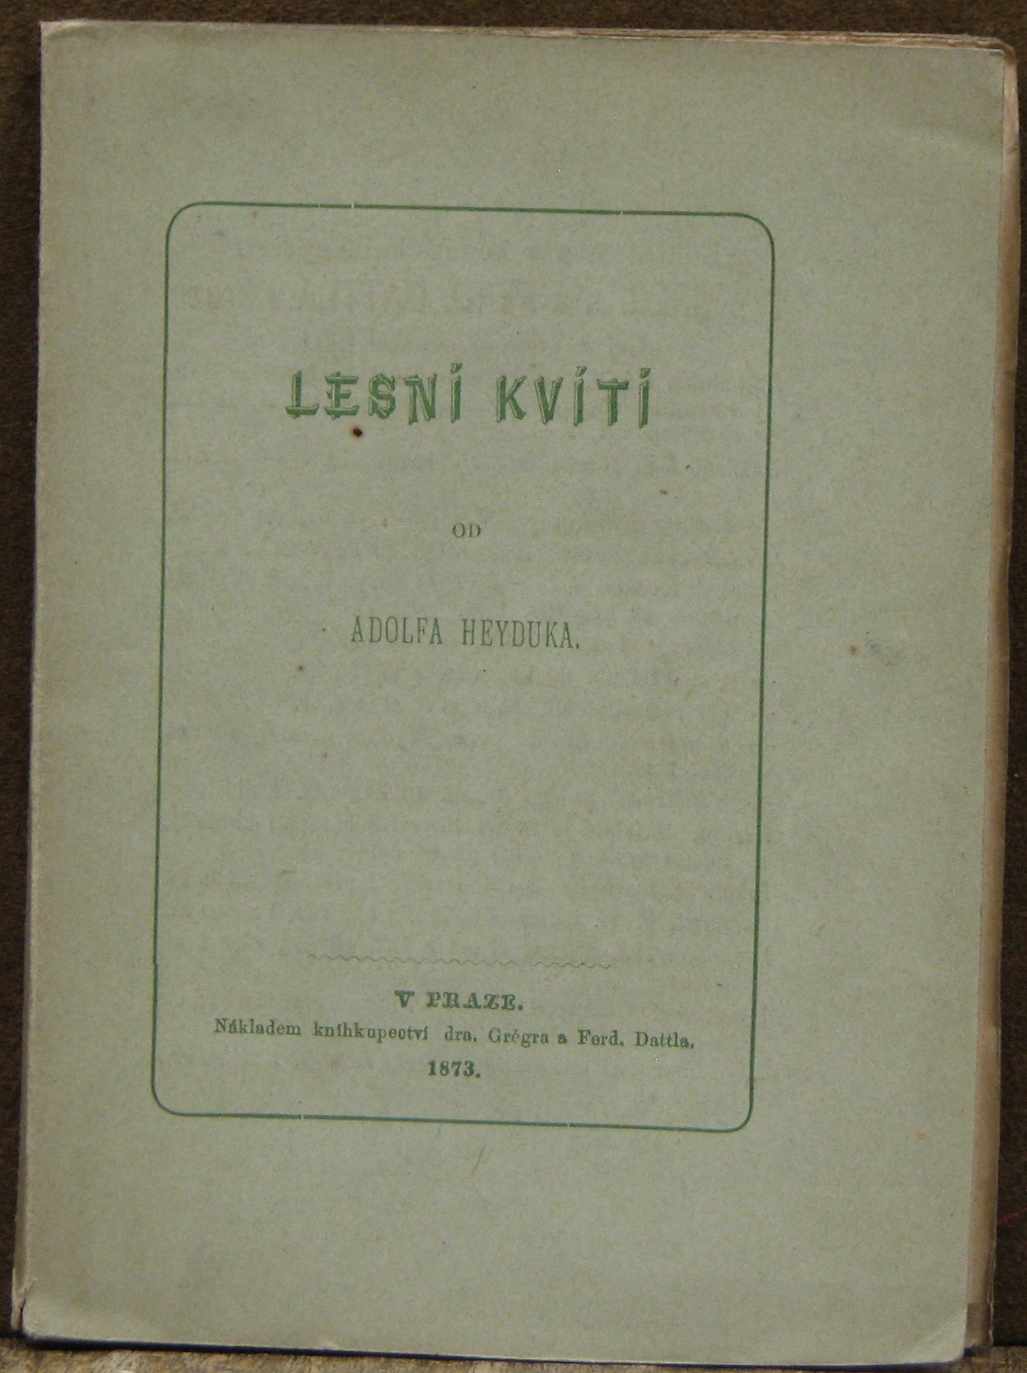 LESNÍ KVÍTÍ
OD
ADOLFA HEYDUKA.
V PRAZE.
Nákladem knihkupectví dra. Grégra a Ferd. Dattla.
1873.